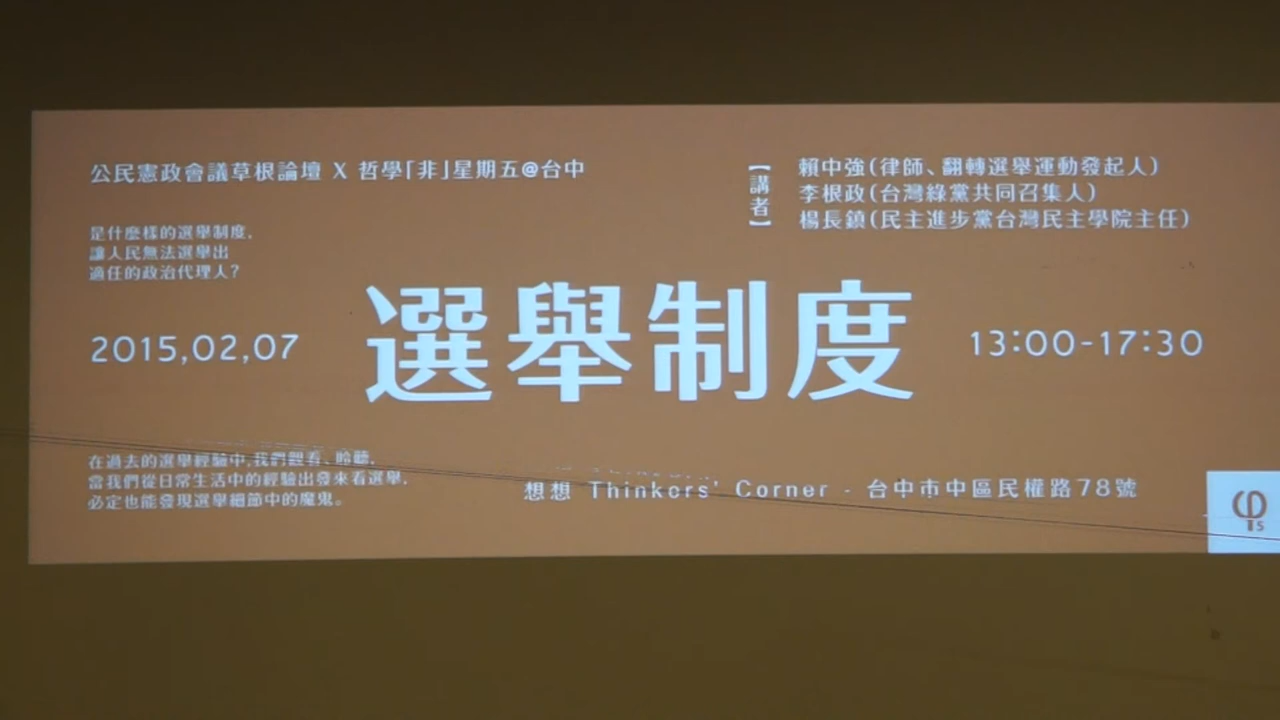 公民憲政會議草根論壇 X 哲學「非」星期五@台中
【講者】
賴中強(律師、翻轉選舉運動發起人)
李根政(台灣綠黨共同召集人)
楊長鎮(民主進步黨台灣民主學院主任)
是什麼樣的選舉制度,
讓人民無法選舉出
適任的政治代理人?
2015,02,07
選舉制度
13:00-17:30
在過去的選舉經驗中,我們觀看、聆聽,
當我們從日常生活中的經驗出發來看選舉,
必定也能發現選舉細節中的魔鬼。
想想 Thinkers' Corner - 台中市中區民權路78號
φ5